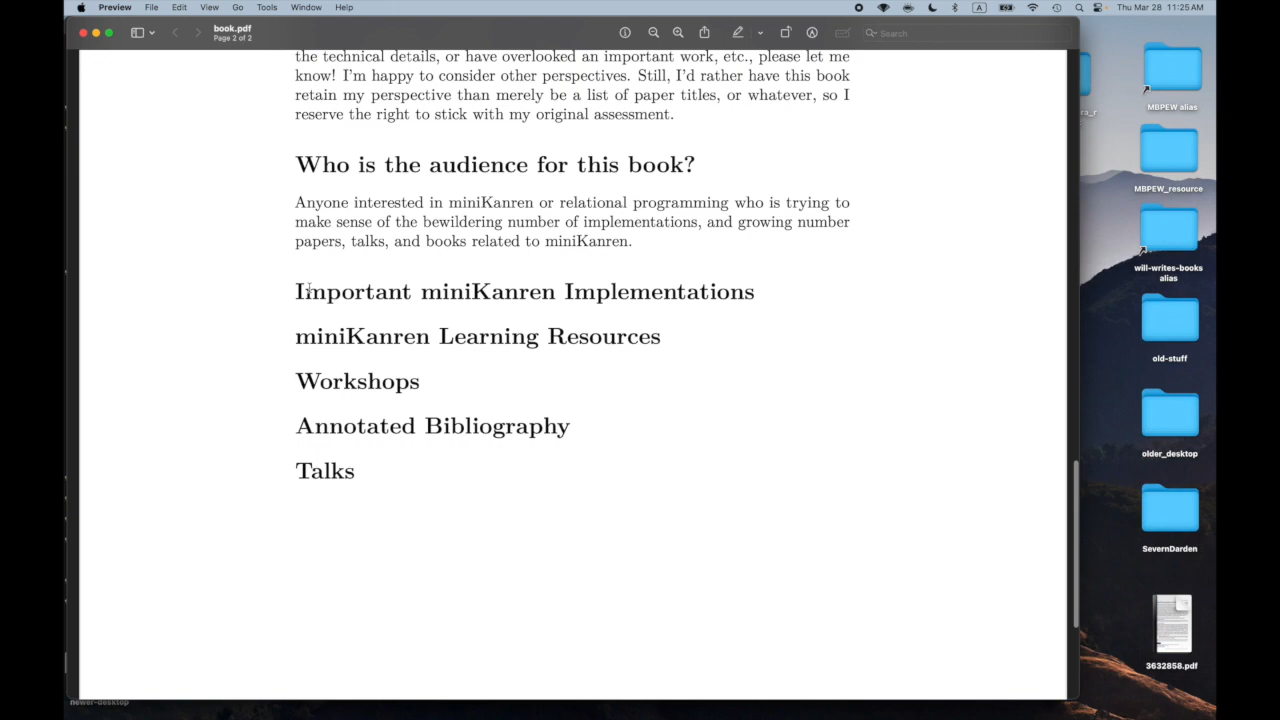 Preview File Edit View Go Tools Window Help
A
Thu Mar 28 11:25 AM
book.pdf
Page 2 of 2
Search
the technical details, or have overlooked an important work, etc., please let me
know! I'm happy to consider other perspectives. Still, I'd rather have this book
retain my perspective than merely be a list of paper titles, or whatever, so I
reserve the right to stick with my original assessment.
Who is the audience for this book?
Anyone interested in miniKanren or relational programming who is trying to
make sense of the bewildering number of implementations, and growing number
papers, talks, and books related to miniKanren.
Important miniKanren Implementations
miniKanren Learning Resources
Workshops
Annotated Bibliography
Talks
MBPEW alias
ra_r
MBPEW_resource
will-writes-books
alias
old-stuff
older_desktop
SevernDarden
3632858.pdf
newer-desktop